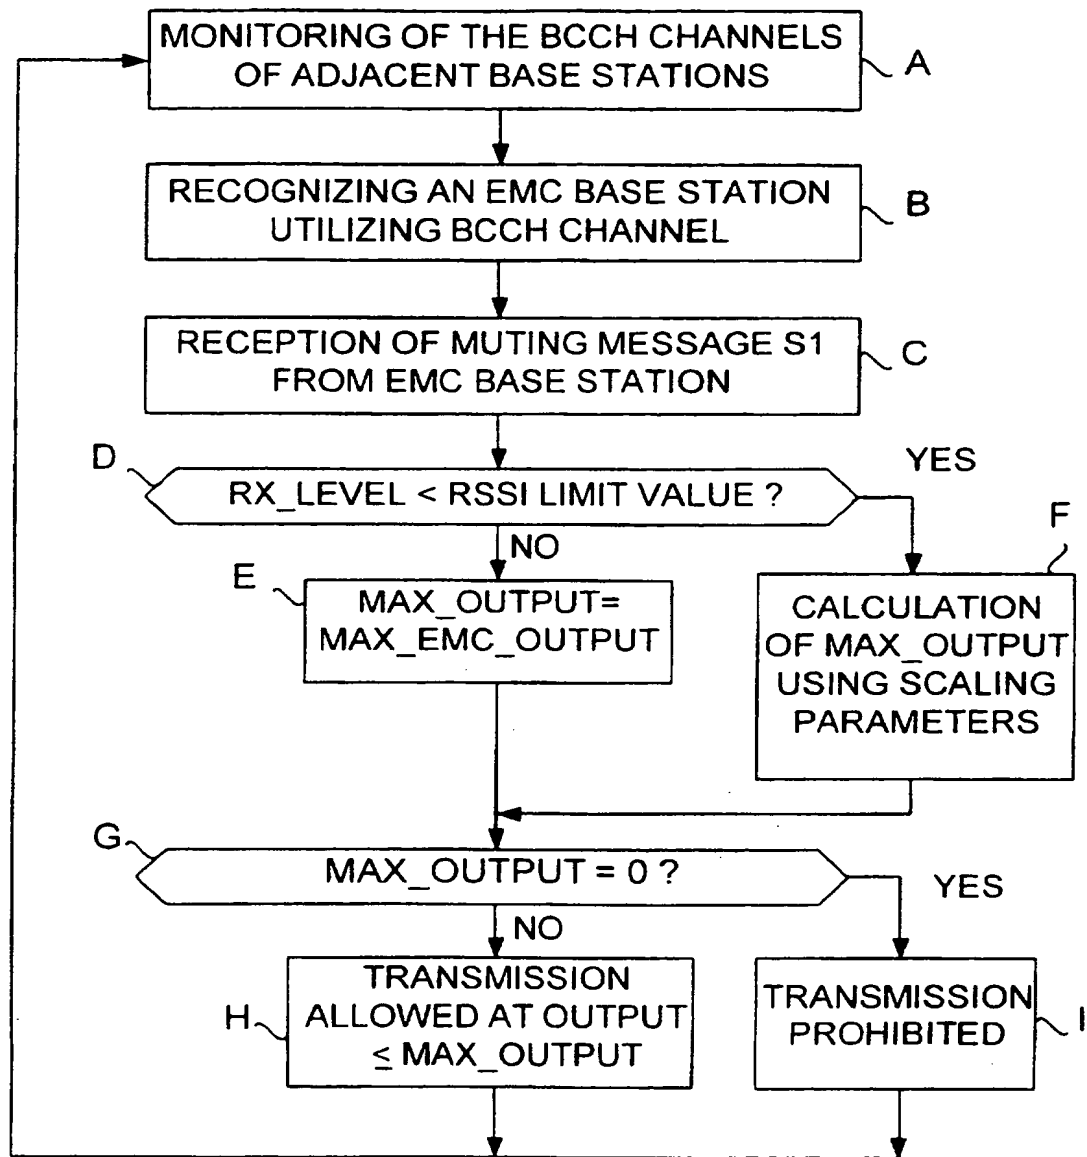 MONITORING OF THE BCCH CHANNELS
OF ADJACENT BASE STATIONS
A
RECOGNIZING AN EMC BASE STATION
UTILIZING BCCH CHANNEL
B
RECEPTION OF MUTING MESSAGE S1
FROM EMC BASE STATION
C
D
RX_LEVEL < RSSI LIMIT VALUE ?
YES
NO
E
MAX_OUTPUT=
MAX_EMC_OUTPUT
F
CALCULATION
OF MAX_OUTPUT
USING SCALING
PARAMETERS
G
MAX_OUTPUT = 0 ?
YES
NO
H
TRANSMISSION
ALLOWED AT OUTPUT
≤ MAX_OUTPUT
TRANSMISSION
PROHIBITED
I